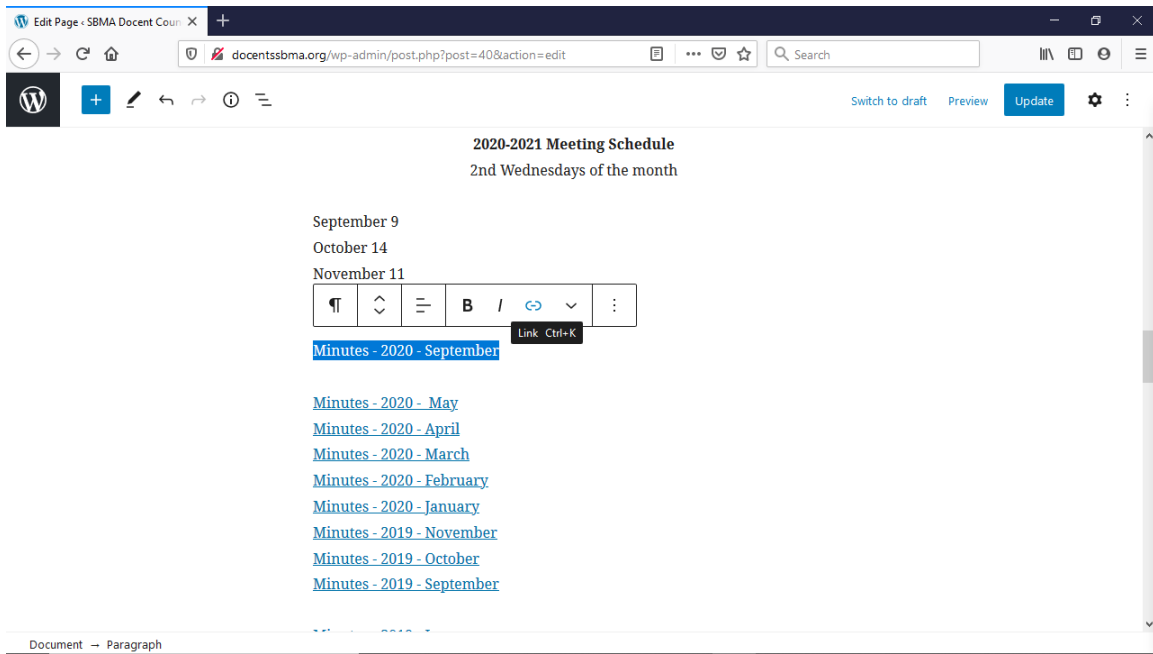 Edit Page ‹ SBMA Docent Coun
docentssbma.org/wp-admin/post.php?post=40&action=edit
Search
Switch to draft Preview Update
2020-2021 Meeting Schedule
2nd Wednesdays of the month
September 9
October 14
November 11
B I
Link Ctrl+K
Minutes - 2020 - September
Minutes - 2020 - May
Minutes - 2020 - April
Minutes - 2020 - March
Minutes - 2020 - February
Minutes - 2020 - January
Minutes - 2019 - November
Minutes - 2019 - October
Minutes - 2019 - September
Document → Paragraph